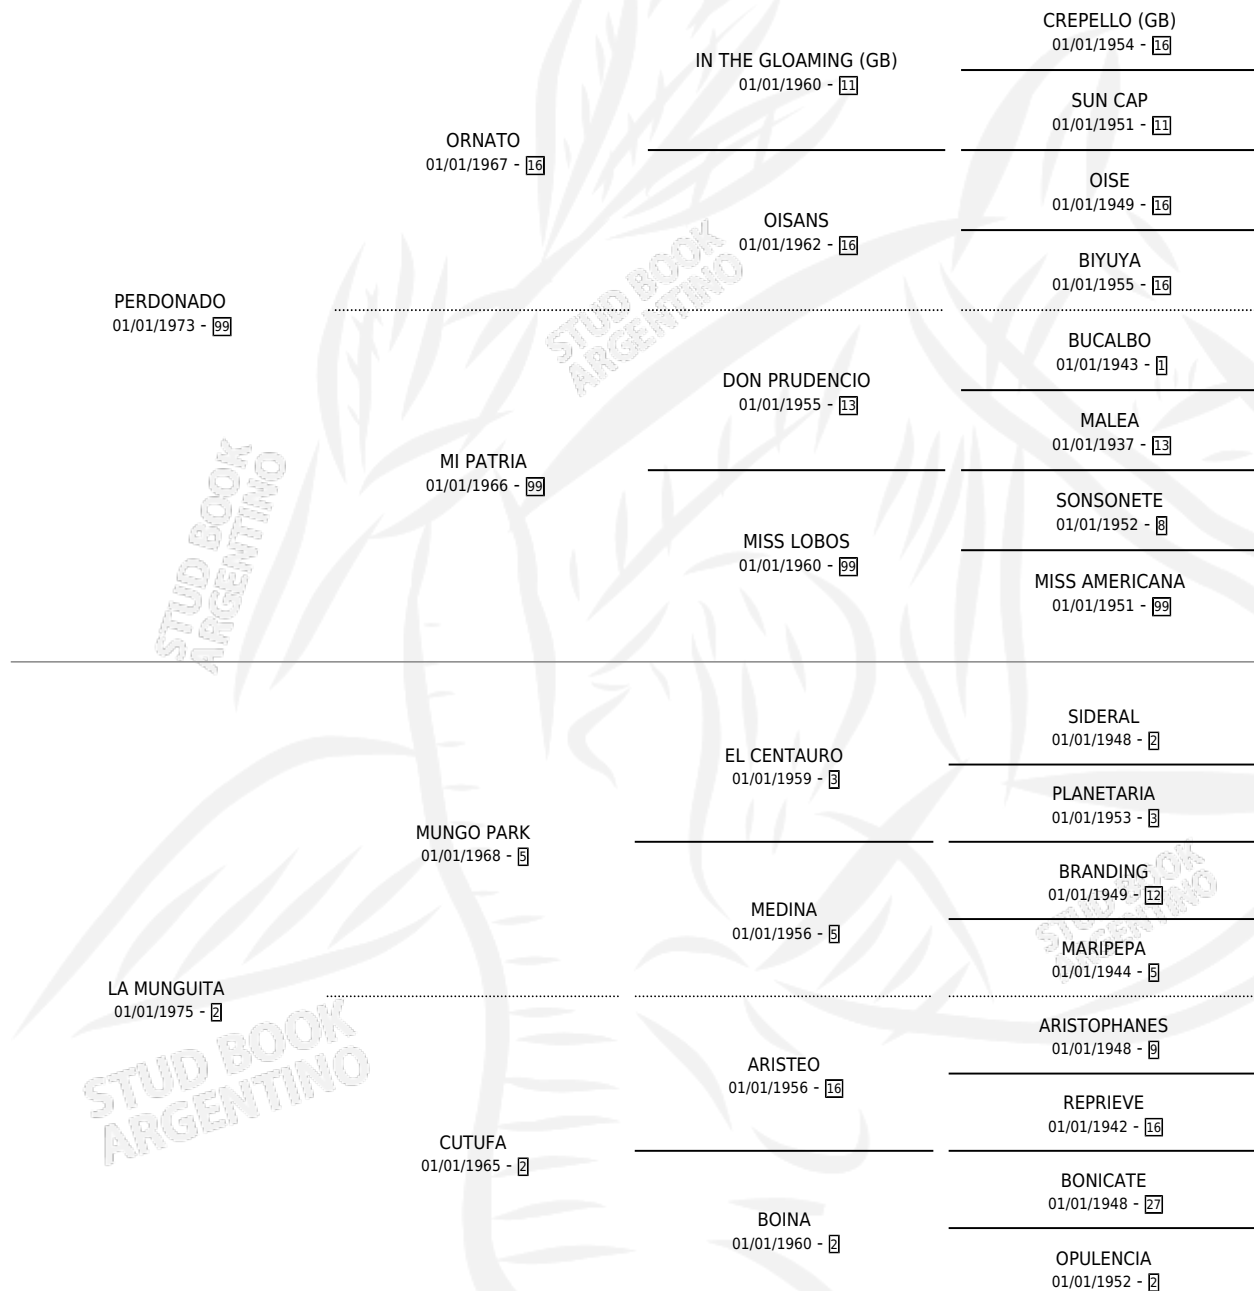 CREPELLO (GB)
01/01/1954 - 16
IN THE GLOAMING (GB)
01/01/1960 - 11
SUN CAP
01/01/1951 - 11
ORNATO
01/01/1967 - 16
OISE
01/01/1949 - 16
OISANS
01/01/1962 - 16
BIYUYA
01/01/1955 - 16
PERDONADO
01/01/1973 - 99
BUCALBO
01/01/1943 - 1
DON PRUDENCIO
01/01/1955 - 13
MALEA
01/01/1937 - 13
MI PATRIA
01/01/1966 - 99
SONSONETE
01/01/1952 - 8
MISS LOBOS
01/01/1960 - 99
MISS AMERICANA
01/01/1951 - 99
STUD BOOK
ARGENTINO
STUD BOOK
ARGENTINO
SIDERAL
01/01/1948 - 2
EL CENTAURO
01/01/1959 - 3
PLANETARIA
01/01/1953 - 3
MUNGO PARK
01/01/1968 - 5
BRANDING
01/01/1949 - 12
MEDINA
01/01/1956 - 5
MARIPEPA
01/01/1944 - 5
STUD BOOK
ARGENTINO
LA MUNGUITA
01/01/1975 - 2
ARISTOPHANES
01/01/1948 - 9
ARISTEO
01/01/1956 - 16
REPRIEVE
01/01/1942 - 16
CUTUFA
01/01/1965 - 2
BONICATE
01/01/1948 - 27
BOINA
01/01/1960 - 2
OPULENCIA
01/01/1952 - 2
STUD BOOK
ARGENTINO